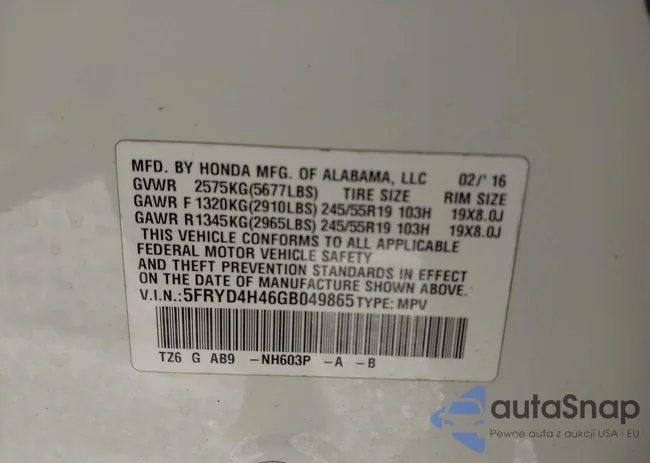 MFD. BY HONDA MFG. OF ALABAMA, LLC 02/' 16
GVWR 2575KG(5677LBS) TIRE SIZE RIM SIZE
GAWR F 1320KG(2910LBS) 245/55R19 103H 19X8.0J
GAWR R 1345KG(2965LBS) 245/55R19 103H 19X8.0J
THIS VEHICLE CONFORMS TO ALL APPLICABLE
FEDERAL MOTOR VEHICLE SAFETY
AND THEFT PREVENTION STANDARDS IN EFFECT
ON THE DATE OF MANUFACTURE SHOWN ABOVE.
V.I.N.:5FRYD4H46GB049865 TYPE: MPV
TZ6 G AB9 -NH603P -A -B
autaSnap
Pewne auta z aukcji USA i EU